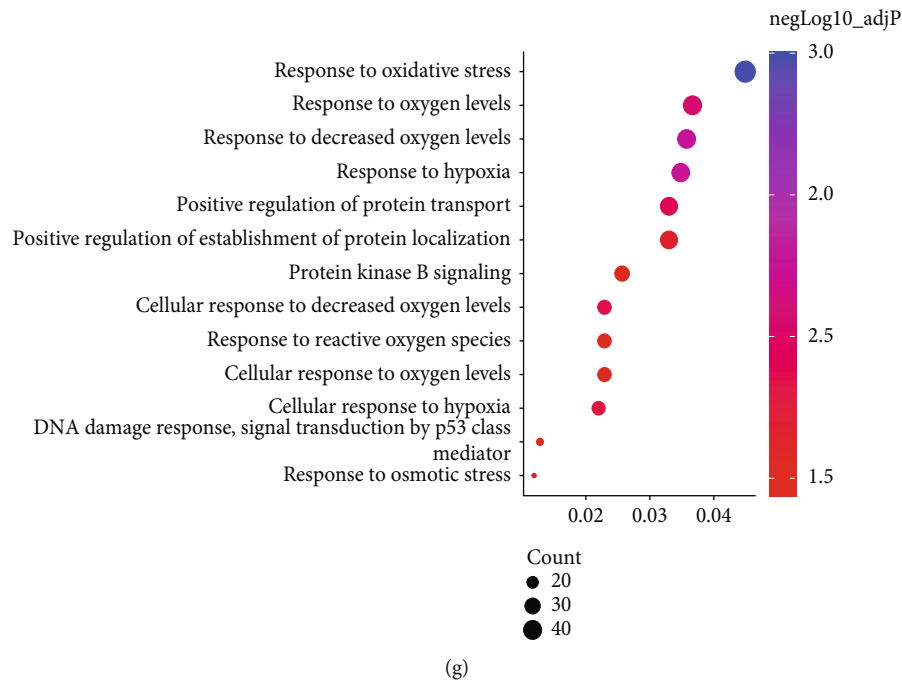 negLog10_adjP
Response to oxidative stress
Response to oxygen levels
Response to decreased oxygen levels
Response to hypoxia
Positive regulation of protein transport
Positive regulation of establishment of protein localization
Protein kinase B signaling
Cellular response to decreased oxygen levels
Response to reactive oxygen species
Cellular response to oxygen levels
Cellular response to hypoxia
DNA damage response, signal transduction by p53 class
mediator
Response to osmotic stress
3.0
2.0
2.5
1.5
0.02 0.03 0.04
Count
20
30
40
(g)